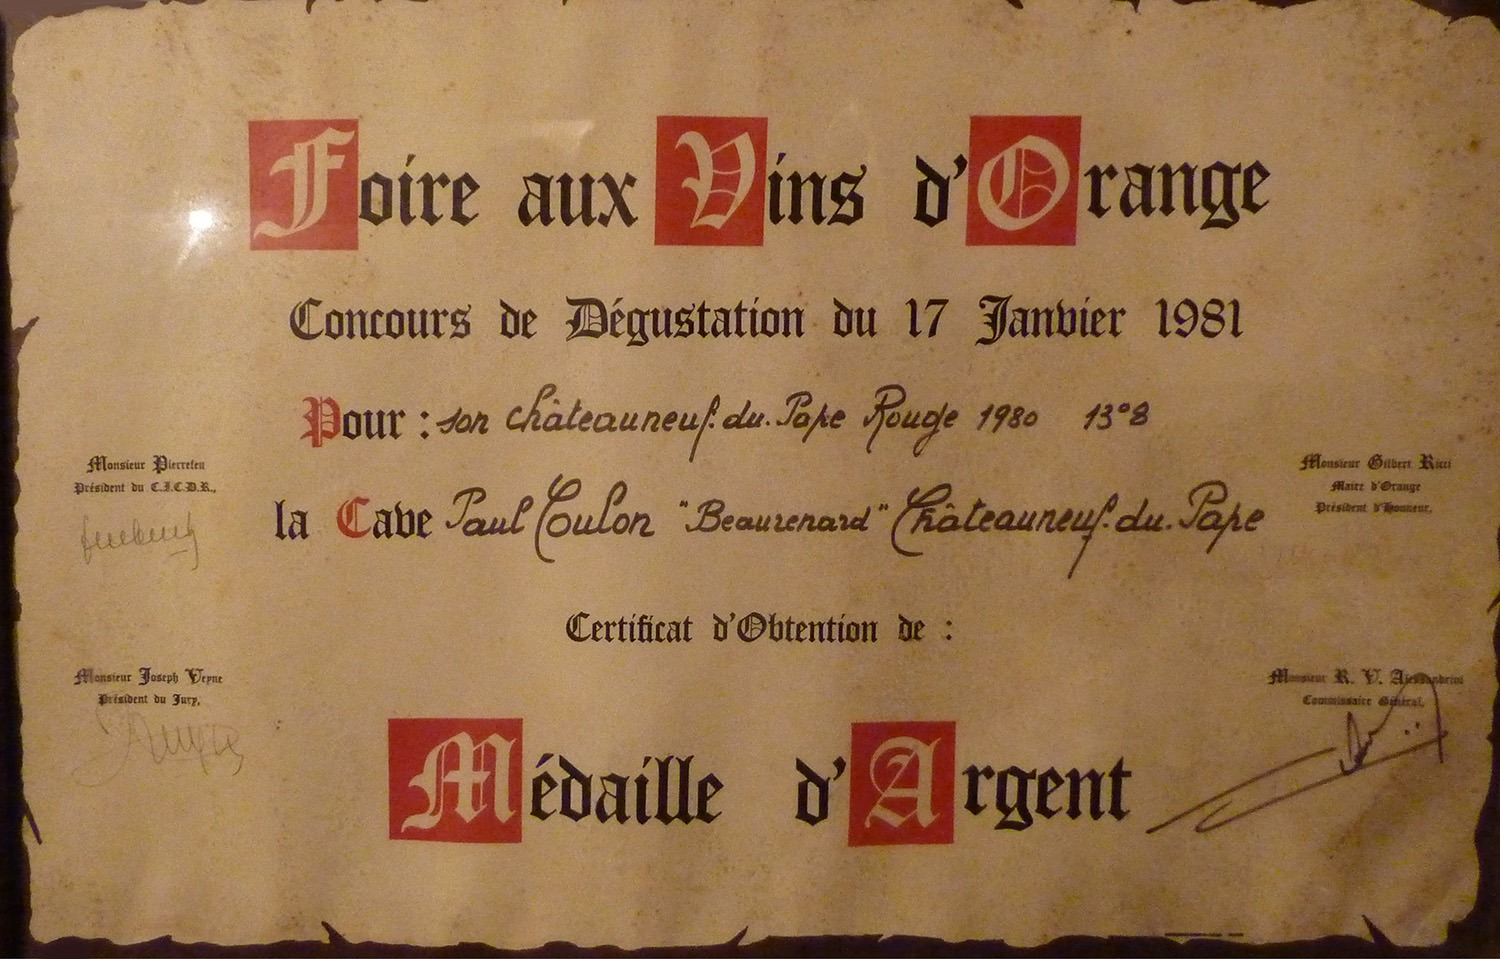 Foire aux Vins d'Orange
Concours de Dégustation du 17 Janvier 1981
Pour : son Châteauneuf.du.Pape Rouge 1980 13°8
la Cave Paul Coulon "Beaurenard" Châteauneuf.du.Pape
Monsieur Pierrefeu
Président du C.I.C.D.R.,
Monsieur Gilbert Ricci
Maire d'Orange
Président d'Honneur,
Certificat d'Obtention de :
Monsieur Joseph Veyne
Président du Jury,
Monsieur R. V. Alessandrini
Commissaire Général,
Médaille d'Argent